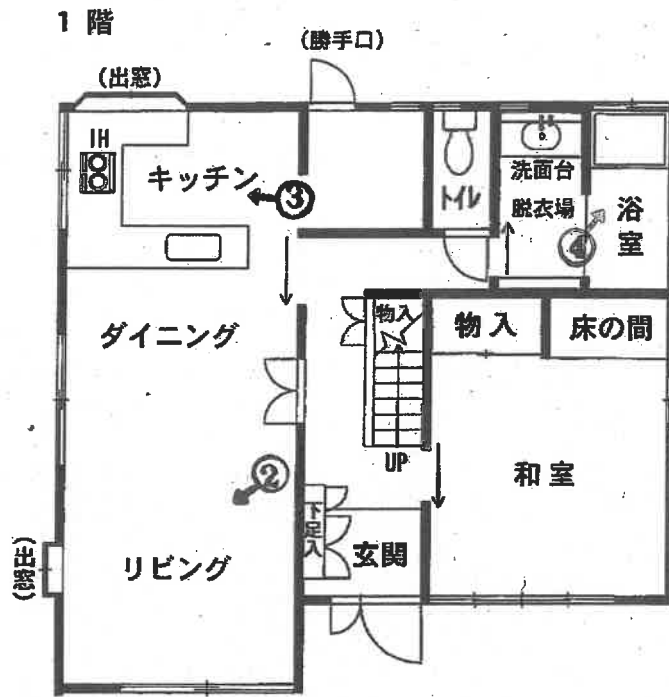 1 階
(勝手口)
(出窓)
IH
キッチン
③
トイレ
洗面台
脱衣場
④
浴室
物入
物入
床の間
ダイニング
UP
和室
②
下足入
玄関
リビング
(出窓)